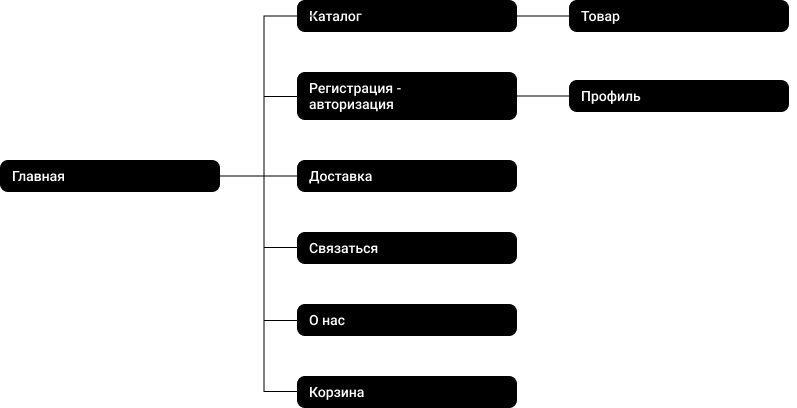 Каталог
Товар
Регистрация -
авторизация
Профиль
Главная
Доставка
Связаться
О нас
Корзина